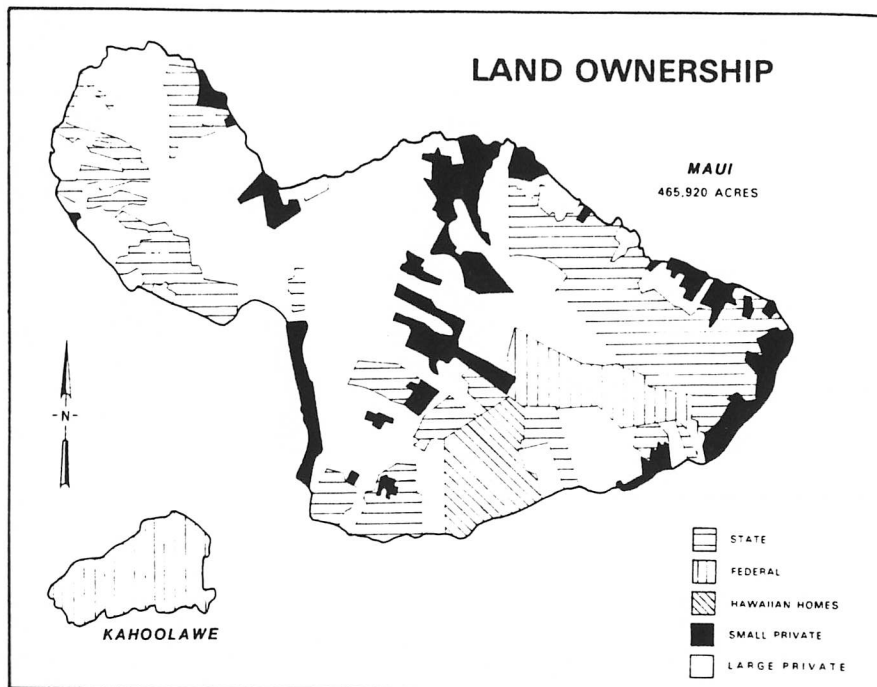 LAND OWNERSHIP
MAUI
465,920 ACRES
-N-
KAHOOLAWE
STATE
FEDERAL
HAWAIIAN HOMES
SMALL PRIVATE
LARGE PRIVATE